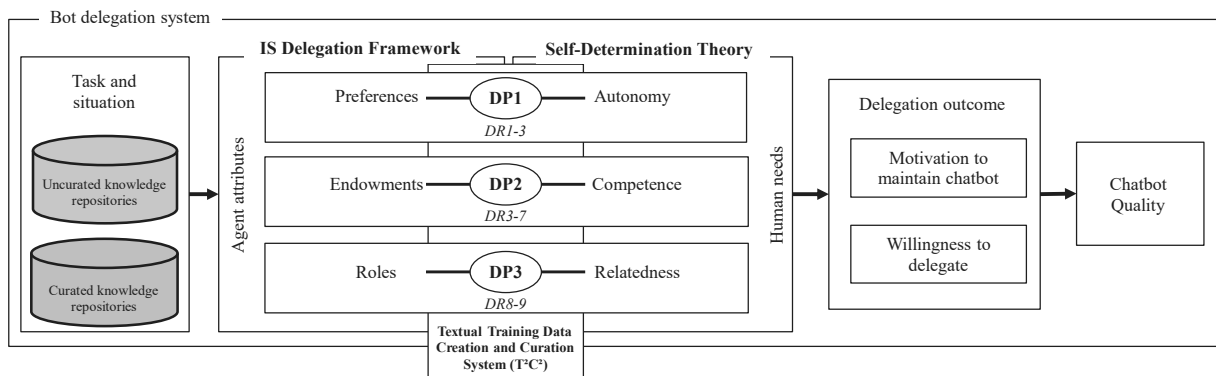 Bot delegation system
Task and
situation
Uncurated knowledge
repositories
Curated knowledge
repositories
IS Delegation Framework
Self-Determination Theory
Agent attributes
Preferences
DP1
Autonomy
DR1-3
Endowments
DP2
Competence
DR3-7
Roles
DP3
Relatedness
DR8-9
Human needs
Textual Training Data
Creation and Curation
System (T²C²)
Delegation outcome
Motivation to
maintain chatbot
Willingness to
delegate
Chatbot
Quality